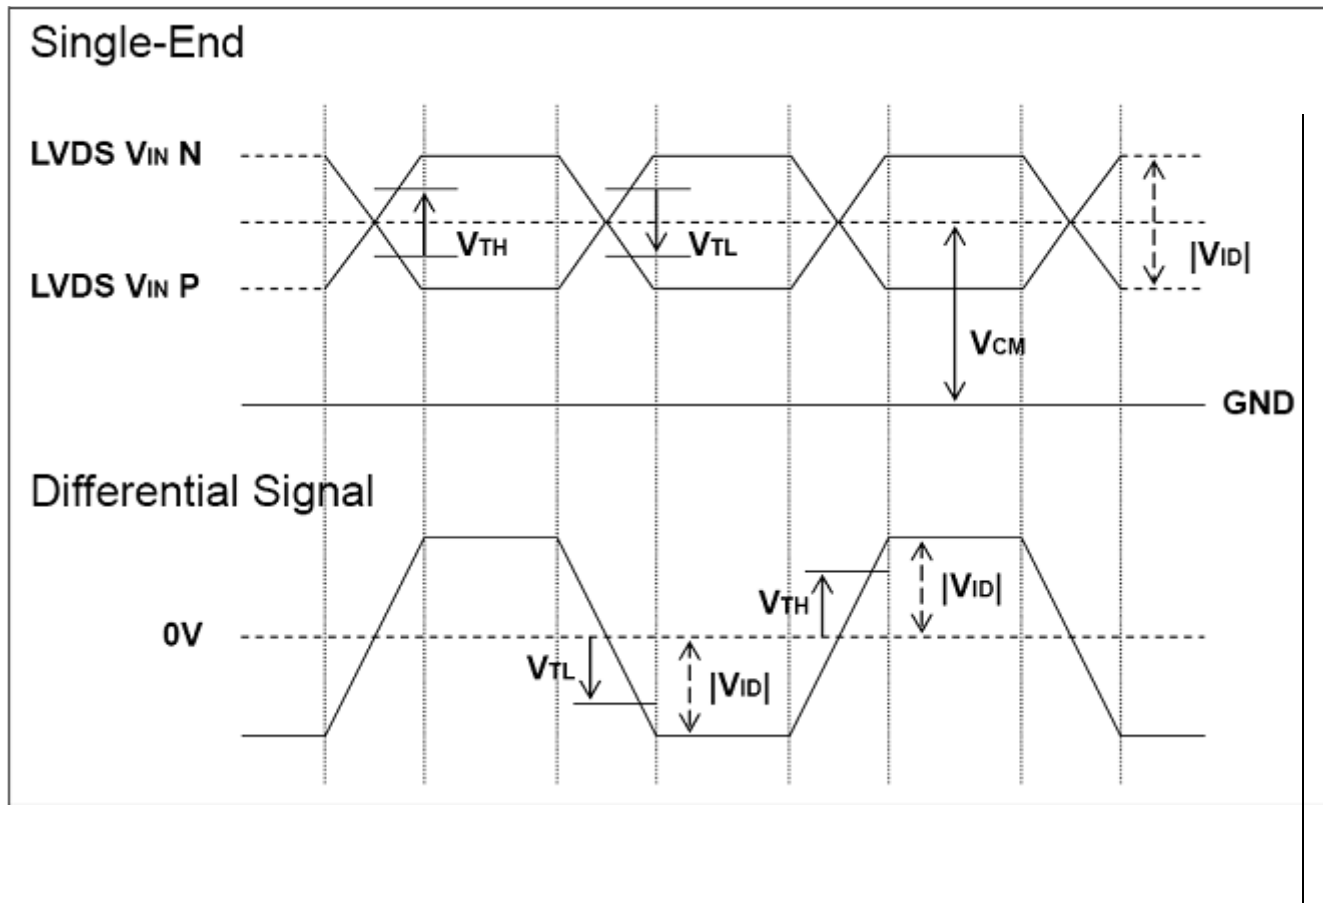 Single-End
LVDS VIN N
VTH
VTL
|VID|
LVDS VIN P
VCM
GND
Differential Signal
|VID|
VTH
0V
VTL
|VID|